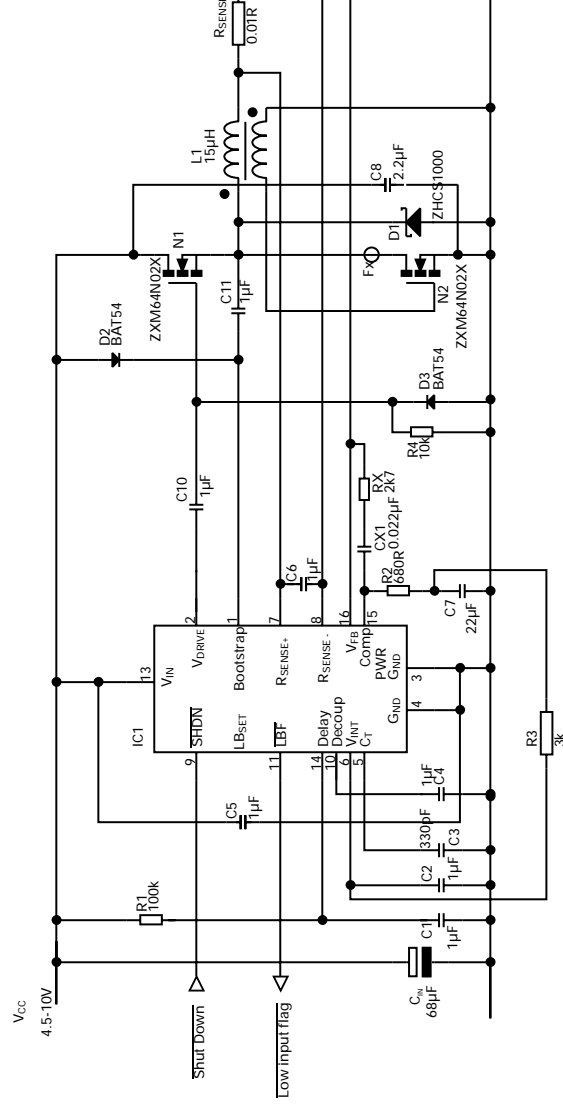 VCC
4.5-10V
Shut Down
Low input flag
CIN
68µF
R1
100k
C1
1µF
C2
1µF
330pF
C3
1µF
C4
C5
1µF
R3
3k
IC1
9
SHDN
LBSET
11
LBF
14
Delay
10
Decoup
6
VINT
5
CT
13
VIN
2
VDRIVE
1
Bootstrap
7
RSENSE+
8
RSENSE -
16
VFB
15
Comp
PWR
GND
3
GND
4
C10
1µF
C6
1µF
CX1
0.022µF
RX
2k7
R2
680R
C7
22µF
D2
BAT54
ZXM64N02X
N1
C11
1µF
R4
10k
D3
BAT54
Fx
N2
ZXM64N02X
D1
ZHCS1000
C8
2.2µF
L1
15µH
RSENSE
0.01R